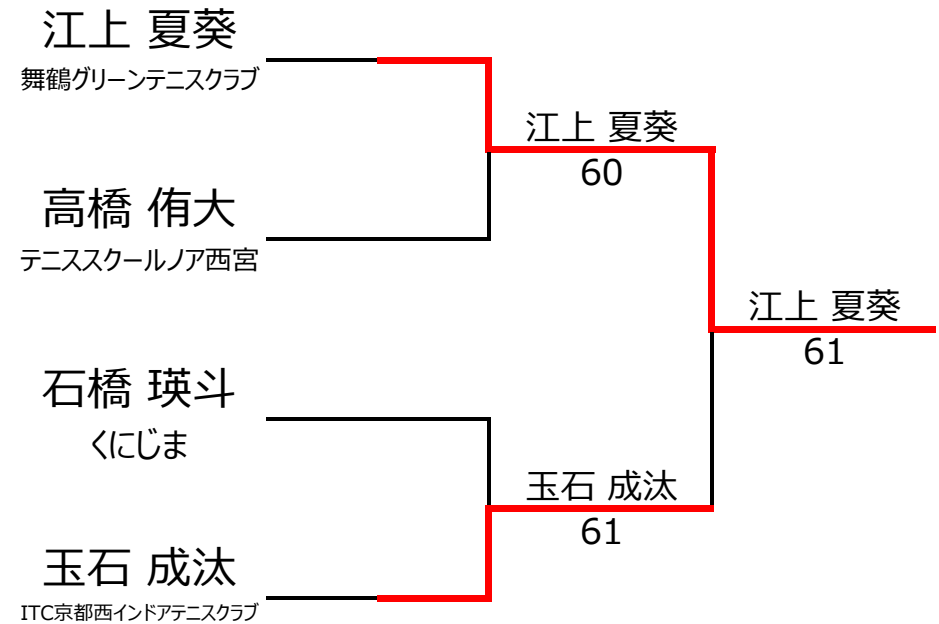 江上 夏葵
舞鶴グリーンテニスクラブ
江上 夏葵
60
高橋 侑大
テニススクールノア西宮
江上 夏葵
61
石橋 瑛斗
くにじま
玉石 成汰
61
玉石 成汰
ITC京都西インドアテニスクラブ